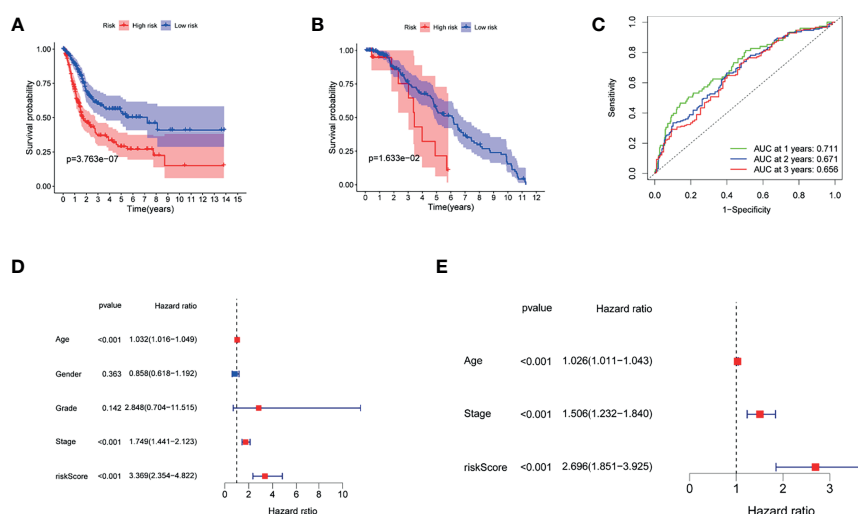 A
Risk High risk Low risk
Survival probability
1.00
0.75
0.50
0.25
0.00
p=3.763e−07
0 1 2 3 4 5 6 7 8 9 10 11 12 13 14 15
Time(years)
B
Risk High risk Low risk
Survival probability
1.00
0.75
0.50
0.25
0.00
p=1.633e−02
0 1 2 3 4 5 6 7 8 9 10 11 12
Time(years)
C
Sensitivity
1.0
0.8
0.6
0.4
0.2
0.0
AUC at 1 years: 0.711
AUC at 2 years: 0.671
AUC at 3 years: 0.656
0.0 0.2 0.4 0.6 0.8 1.0
1−Specificity
D
pvalue Hazard ratio
Age <0.001 1.032(1.016−1.049)
Gender 0.363 0.858(0.618−1.192)
Grade 0.142 2.848(0.704−11.515)
Stage <0.001 1.749(1.441−2.123)
riskScore <0.001 3.369(2.354−4.822)
0 2 4 6 8 10
Hazard ratio
E
pvalue Hazard ratio
Age <0.001 1.026(1.011−1.043)
Stage <0.001 1.506(1.232−1.840)
riskScore <0.001 2.696(1.851−3.925)
0 1 2 3
Hazard ratio